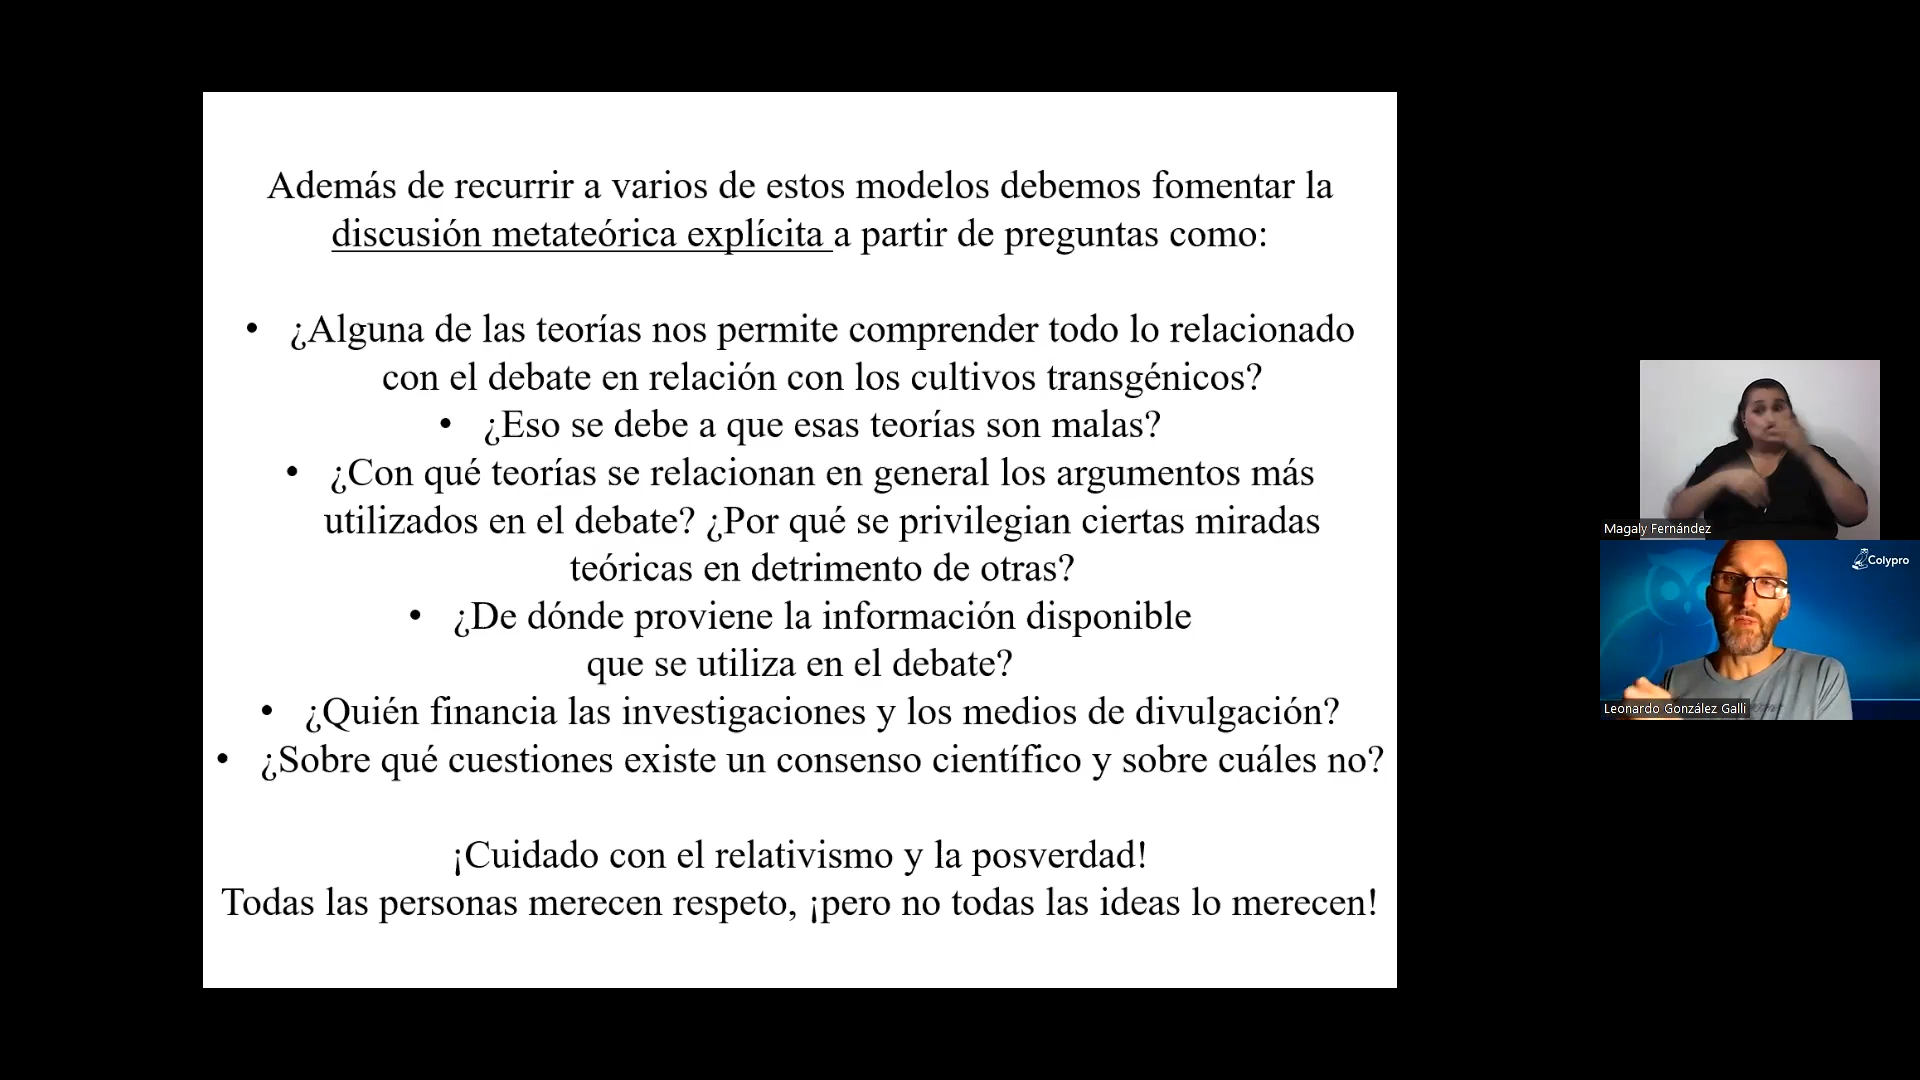 Además de recurrir a varios de estos modelos debemos fomentar la
discusión metateórica explícita a partir de preguntas como:
• ¿Alguna de las teorías nos permite comprender todo lo relacionado
con el debate en relación con los cultivos transgénicos?
• ¿Eso se debe a que esas teorías son malas?
• ¿Con qué teorías se relacionan en general los argumentos más
utilizados en el debate? ¿Por qué se privilegian ciertas miradas
teóricas en detrimento de otras?
• ¿De dónde proviene la información disponible
que se utiliza en el debate?
• ¿Quién financia las investigaciones y los medios de divulgación?
• ¿Sobre qué cuestiones existe un consenso científico y sobre cuáles no?
¡Cuidado con el relativismo y la posverdad!
Todas las personas merecen respeto, ¡pero no todas las ideas lo merecen!
Magaly Fernández
Colypro
Leonardo González Galli